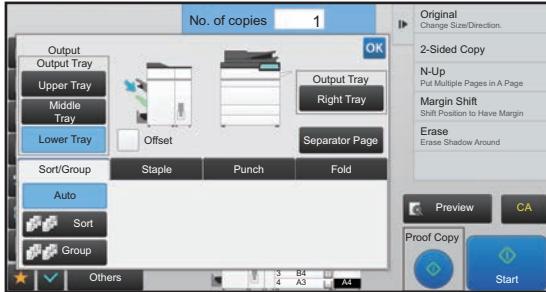 No. of copies 1
OK
Output
Output Tray
Upper Tray
Middle
Tray
Lower Tray
Offset
Output Tray
Right Tray
Separator Page
Sort/Group
Staple
Punch
Fold
Auto
Sort
Group
Others
3 B4
4 A3
A4
Original
Change Size/Direction.
2-Sided Copy
N-Up
Put Multiple Pages in A Page
Margin Shift
Shift Position to Have Margin
Erase
Erase Shadow Around
Preview
CA
Proof Copy
Start